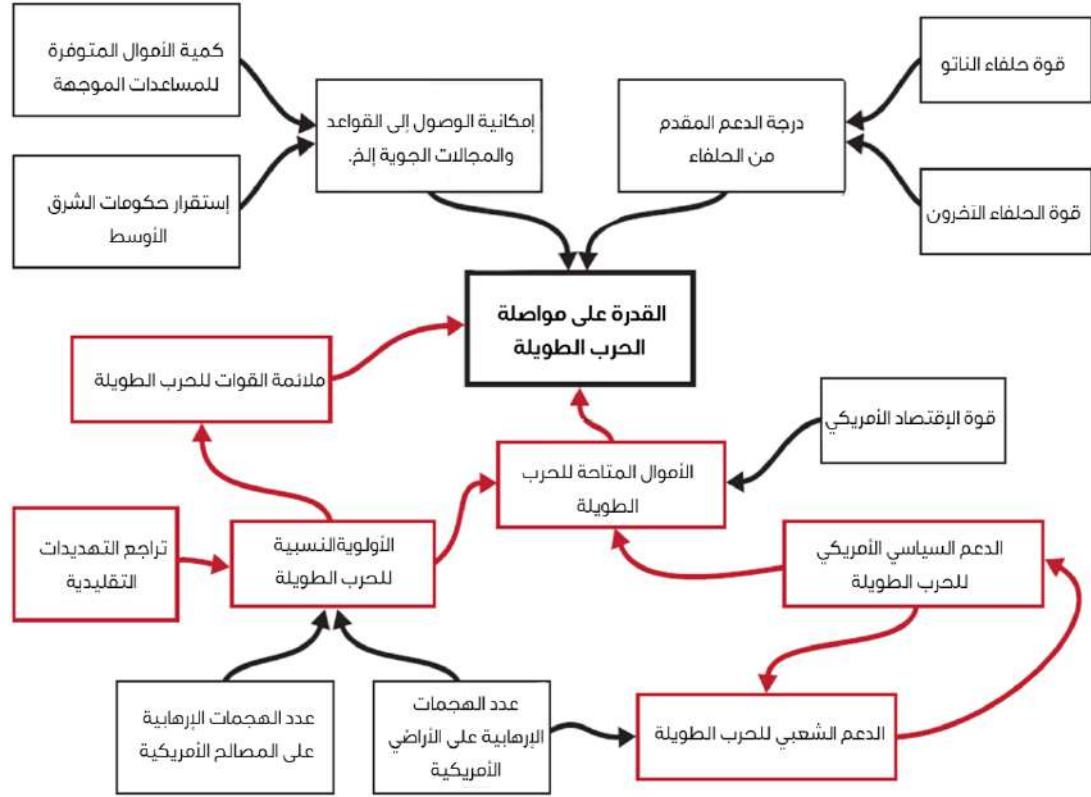 كمية الأموال المتوفرة
للمساعدات الموجهة
إمكانية الوصول إلى القواعد
والمجالات الجوية إلخ.
درجة الدعم المقدم
من الحلفاء
قوة حلفاء الناتو
إستقرار حكومات الشرق
الأوسط
قوة الحلفاء الآخرون
القدرة على مواصلة
الحرب الطويلة
ملائمة القوات للحرب الطويلة
قوة الإقتصاد الأمريكي
الأموال المتاحة للحرب
الطويلة
تراجع التهديدات
التقليدية
الأولويةالنسبية
للحرب الطويلة
الدعم السياسي الأمريكي
للحرب الطويلة
عدد الهجمات الإرهابية
على المصالح الأمريكية
عدد الهجمات
الإرهابية على الأراضي
الأمريكية
الدعم الشعبي للحرب الطويلة